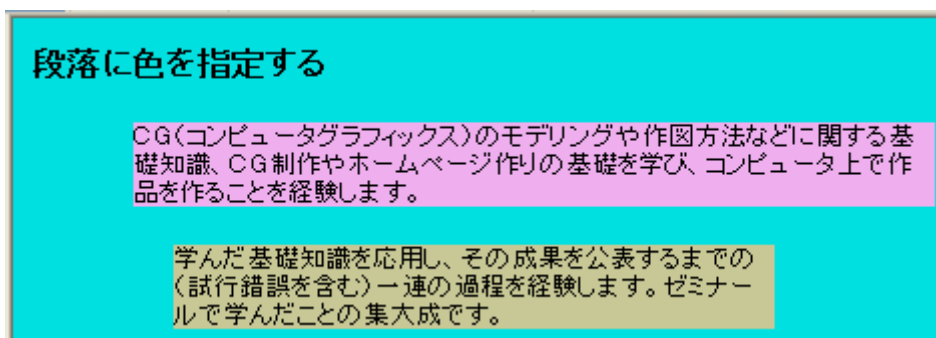 段落に色を指定する
CG(コンピュータグラフィックス)のモデリングや作図方法などに関する基
礎知識、CG制作やホームページ作りの基礎を学び、コンピュータ上で作
品を作ることを経験します。
学んだ基礎知識を応用し、その成果を公表するまでの
(試行錯誤を含む)一連の過程を経験します。ゼミナー
ルで学んだことの集大成です。